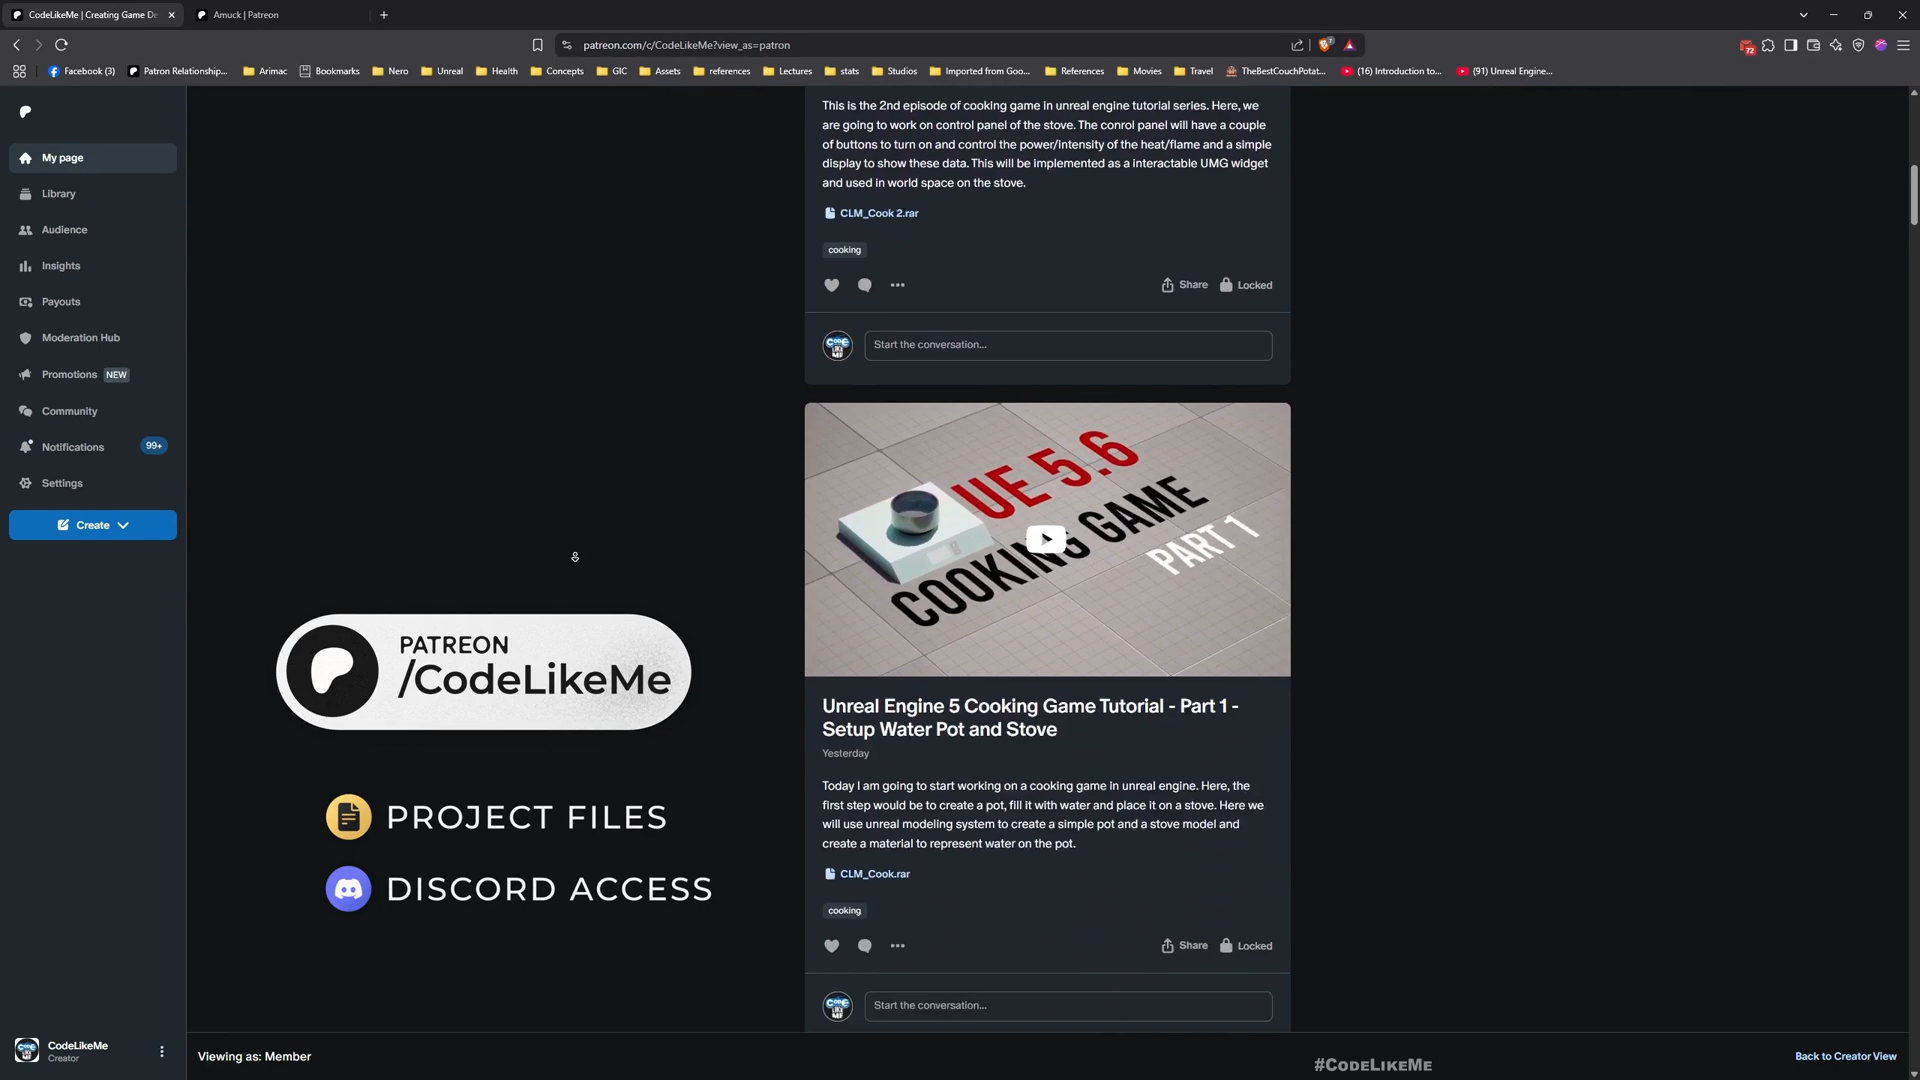 CodeLikeMe | Creating Game De
Amuck | Patreon
patreon.com/c/CodeLikeMe?view_as=patron
7
72
Facebook (3)
Patron Relationship...
Arimac
Bookmarks
Nero
Unreal
Health
Concepts
GIC
Assets
references
Lectures
stats
Studios
Imported from Goo...
References
Movies
Travel
TheBestCouchPotat...
(16) Introduction to...
(91) Unreal Engine...
My page
Library
Audience
Insights
Payouts
Moderation Hub
Promotions NEW
Community
Notifications 99+
Settings
Create
This is the 2nd episode of cooking game in unreal engine tutorial series. Here, we
are going to work on control panel of the stove. The conrol panel will have a couple
of buttons to turn on and control the power/intensity of the heat/flame and a simple
display to show these data. This will be implemented as a interactable UMG widget
and used in world space on the stove.
CLM_Cook 2.rar
cooking
Share Locked
CODE LIKE ME
Start the conversation...
UE 5.6
COOKING GAME
PART 1
Unreal Engine 5 Cooking Game Tutorial - Part 1 -
Setup Water Pot and Stove
Yesterday
Today I am going to start working on a cooking game in unreal engine. Here, the
first step would be to create a pot, fill it with water and place it on a stove. Here we
will use unreal modeling system to create a simple pot and a stove model and
create a material to represent water on the pot.
CLM_Cook.rar
cooking
Share Locked
CODE LIKE ME
Start the conversation...
PATREON
/CodeLikeMe
PROJECT FILES
DISCORD ACCESS
CodeLikeMe
Creator
Viewing as: Member
#CODELIKEME
Back to Creator View